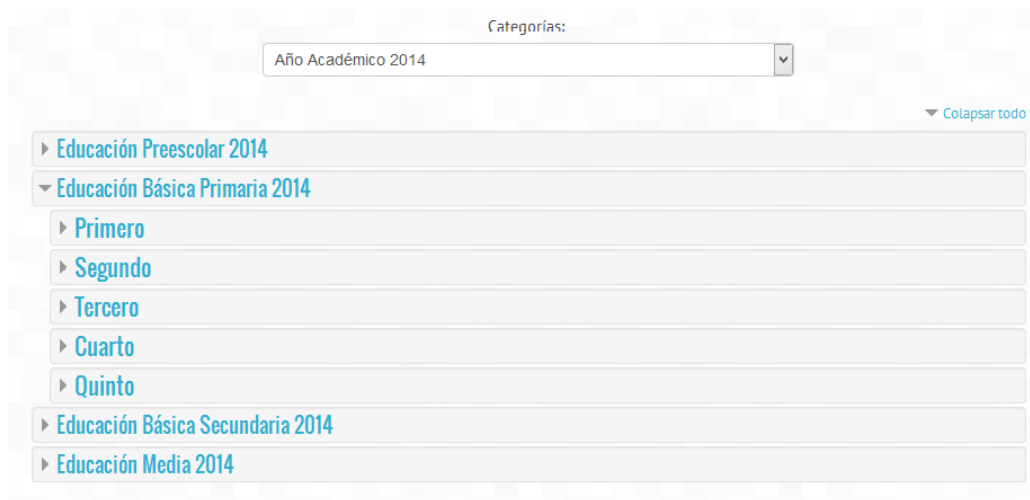 Categorías:
Año Académico 2014
Colapsar todo
Educación Preescolar 2014
Educación Básica Primaria 2014
Primero
Segundo
Tercero
Cuarto
Quinto
Educación Básica Secundaria 2014
Educación Media 2014